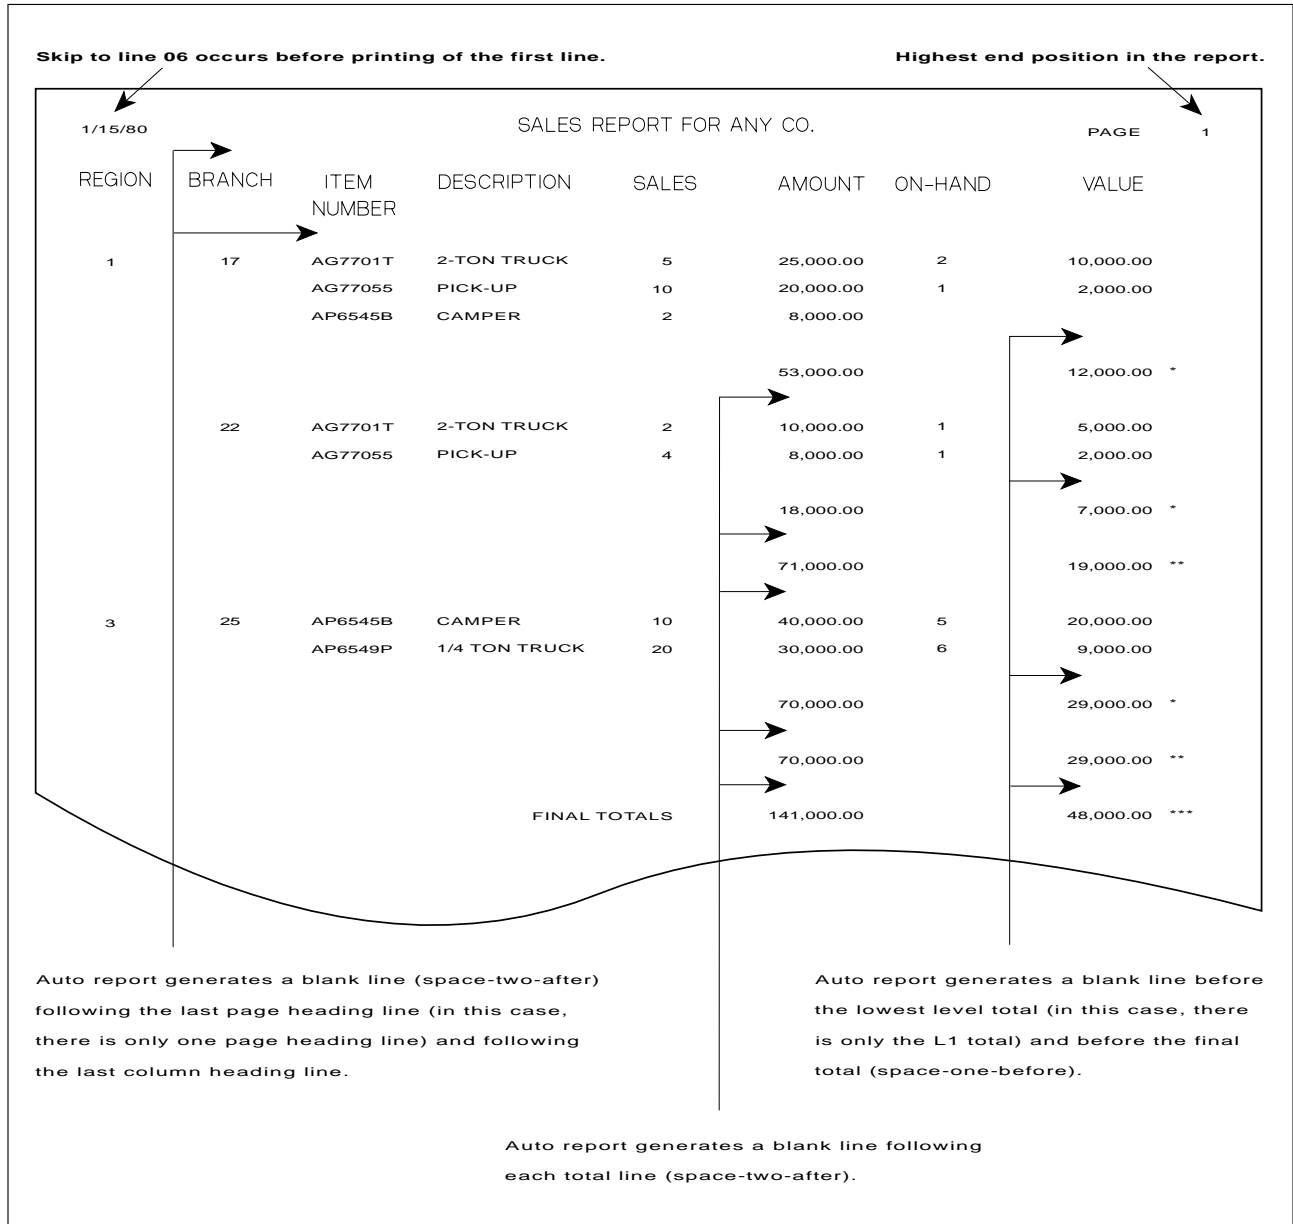 Skip to line 06 occurs before printing of the first line. Highest end position in the report.
1/15/80 SALES REPORT FOR ANY CO. PAGE 1
REGION BRANCH ITEM DESCRIPTION SALES AMOUNT ON-HAND VALUE
NUMBER
1 17 AG7701T 2-TON TRUCK 5 25,000.00 2 10,000.00
AG77055 PICK-UP 10 20,000.00 1 2,000.00
AP6545B CAMPER 2 8,000.00
53,000.00 12,000.00 *
22 AG7701T 2-TON TRUCK 2 10,000.00 1 5,000.00
AG77055 PICK-UP 4 8,000.00 1 2,000.00
18,000.00 7,000.00 *
71,000.00 19,000.00 **
3 25 AP6545B CAMPER 10 40,000.00 5 20,000.00
AP6549P 1/4 TON TRUCK 20 30,000.00 6 9,000.00
70,000.00 29,000.00 *
70,000.00 29,000.00 **
FINAL TOTALS 141,000.00 48,000.00 ***
Auto report generates a blank line (space-two-after)
following the last page heading line (in this case,
there is only one page heading line) and following
the last column heading line.
Auto report generates a blank line before
the lowest level total (in this case, there
is only the L1 total) and before the final
total (space-one-before).
Auto report generates a blank line following
each total line (space-two-after).